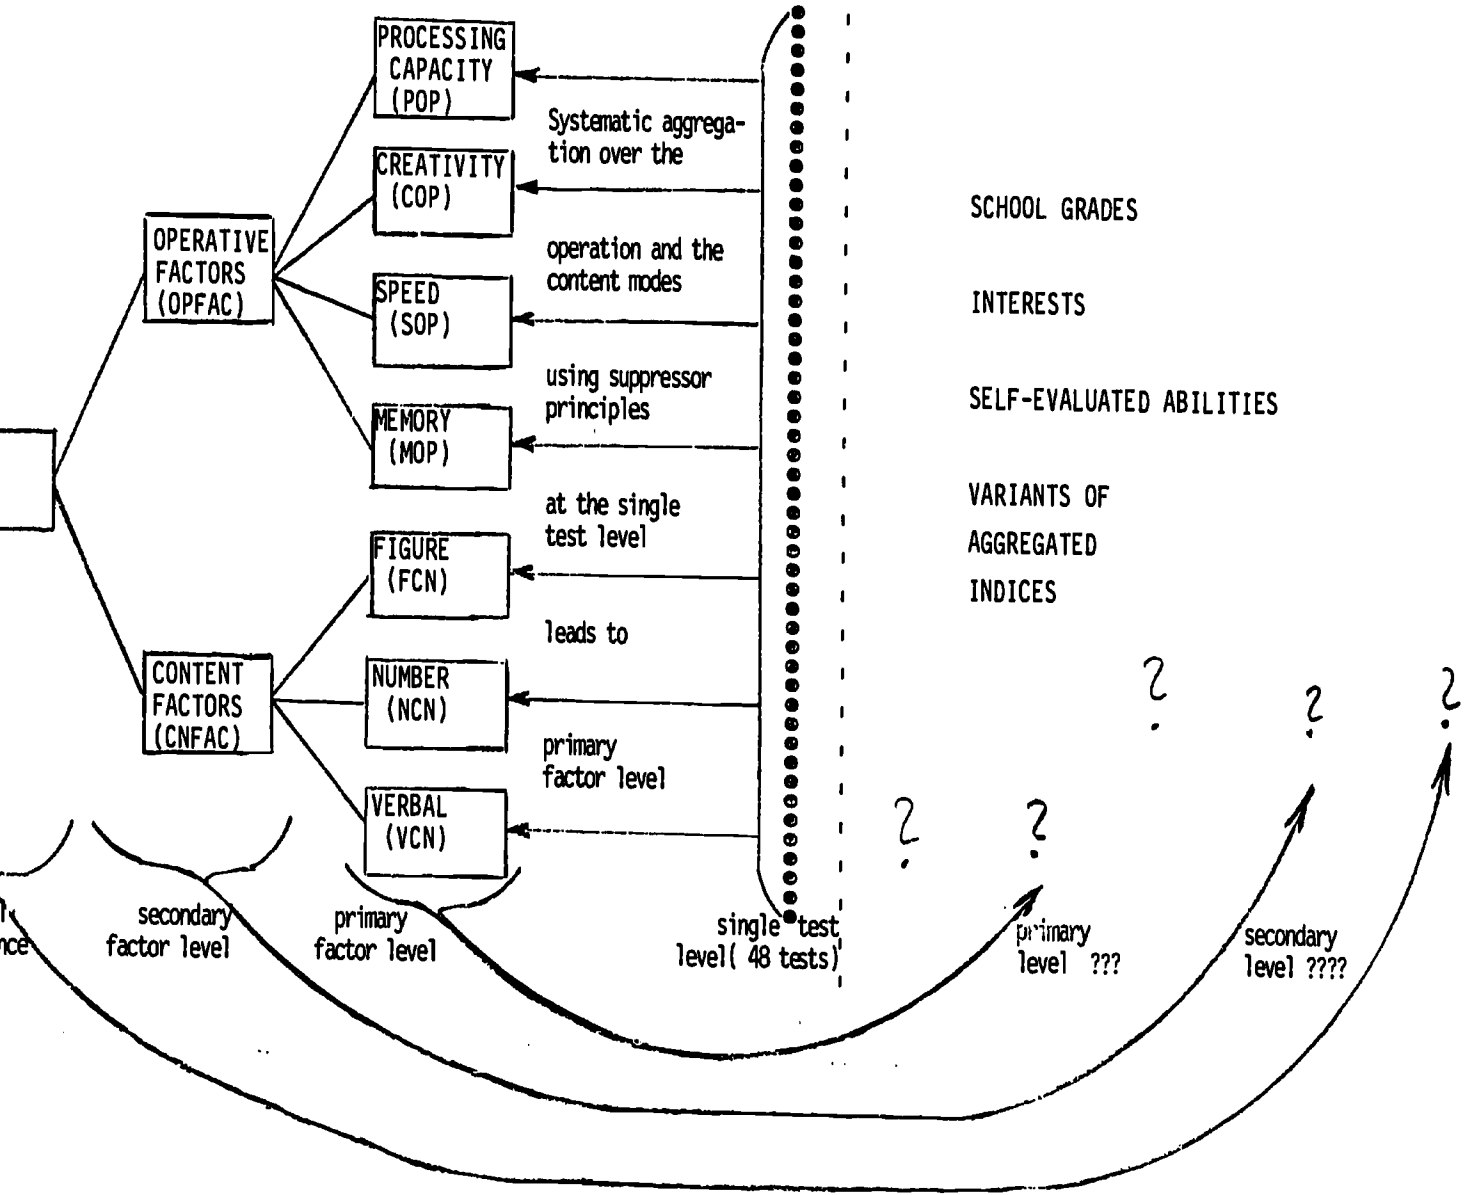 PROCESSING
CAPACITY
(POP)
Systematic aggrega-
tion over the
CREATIVITY
(COP)
SCHOOL GRADES
OPERATIVE
FACTORS
(OPFAC)
operation and the
content modes
SPEED
(SOP)
INTERESTS
using suppressor
principles
SELF-EVALUATED ABILITIES
MEMORY
(MOP)
at the single
test level
VARIANTS OF
AGGREGATED
INDICES
FIGURE
(FCN)
leads to
CONTENT
FACTORS
(CNFAC)
NUMBER
(NCN)
? ? ?
primary
factor level
VERBAL
(VCN)
? ?
nce
secondary
factor level
primary
factor level
single test
level( 48 tests)
primary
level ???
secondary
level ????